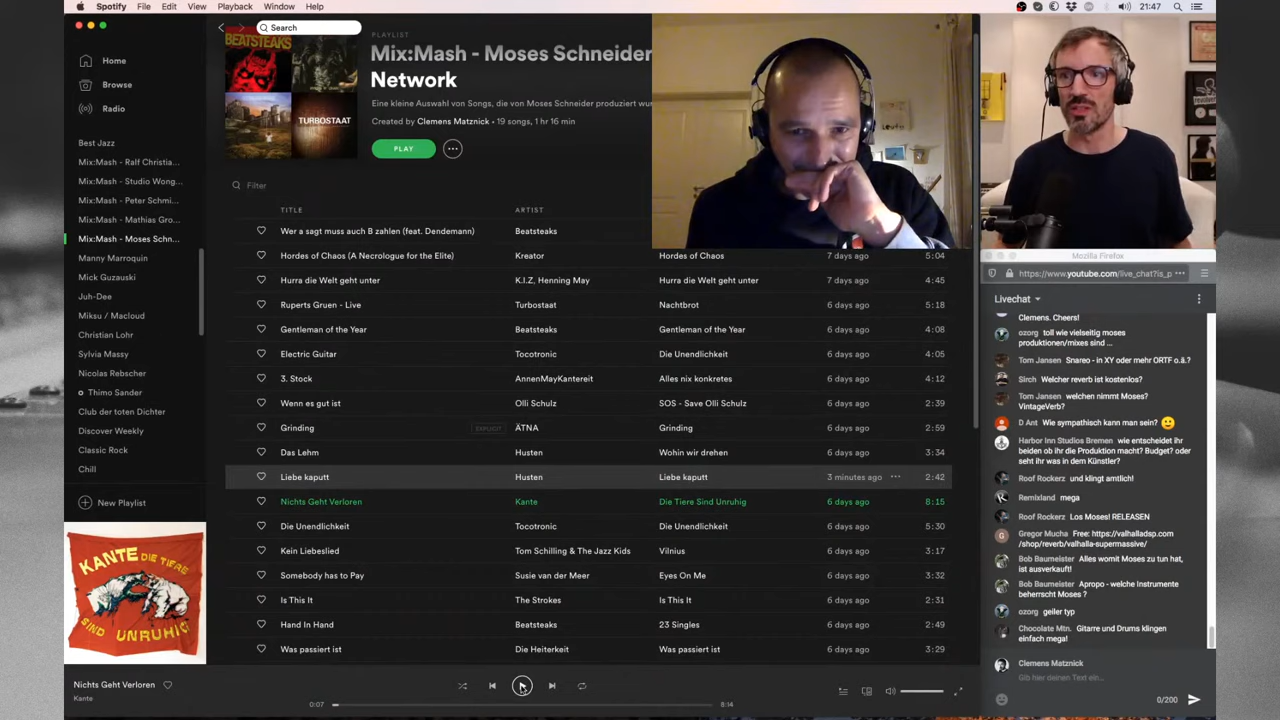 Spotify File Edit View Playback Window Help 21:47
Search
Home
Browse
Radio
Best Jazz
Mix:Mash - Ralf Christia...
Mix:Mash - Studio Wong...
Mix:Mash - Peter Schmi...
Mix:Mash - Mathias Gro...
Mix:Mash - Moses Schn...
Manny Marroquin
Mick Guzauski
Juh-Dee
Miksu / Macloud
Christian Lohr
Sylvia Massy
Nicolas Rebscher
Thimo Sander
Club der toten Dichter
Discover Weekly
Classic Rock
Chill
New Playlist
KANTE DIE TIERE
SIND UNRUHIG
BEATSTEAKS
TURBOSTAAT
PLAYLIST
Mix:Mash - Moses Schneider
Network
Eine kleine Auswahl von Songs, die von Moses Schneider produziert wu
Created by Clemens Matznick • 19 songs, 1 hr 16 min
PLAY
Filter
TITLE ARTIST
Wer a sagt muss auch B zahlen (feat. Dendemann) Beatsteaks
Hordes of Chaos (A Necrologue for the Elite) Kreator Hordes of Chaos 7 days ago 5:04
Hurra die Welt geht unter K.I.Z, Henning May Hurra die Welt geht unter 7 days ago 4:45
Ruperts Gruen - Live Turbostaat Nachtbrot 6 days ago 5:18
Gentleman of the Year Beatsteaks Gentleman of the Year 6 days ago 4:08
Electric Guitar Tocotronic Die Unendlichkeit 6 days ago 4:05
3. Stock AnnenMayKantereit Alles nix konkretes 6 days ago 4:12
Wenn es gut ist Olli Schulz SOS - Save Olli Schulz 6 days ago 2:39
Grinding EXPLICIT ÄTNA Grinding 6 days ago 2:59
Das Lehm Husten Wohin wir drehen 6 days ago 3:34
Liebe kaputt Husten Liebe kaputt 3 minutes ago ••• 2:42
Nichts Geht Verloren Kante Die Tiere Sind Unruhig 6 days ago 8:15
Die Unendlichkeit Tocotronic Die Unendlichkeit 6 days ago 5:30
Kein Liebeslied Tom Schilling & The Jazz Kids Vilnius 6 days ago 3:17
Somebody has to Pay Susie van der Meer Eyes On Me 6 days ago 3:32
Is This It The Strokes Is This It 6 days ago 2:31
Hand In Hand Beatsteaks 23 Singles 6 days ago 2:49
Was passiert ist Die Heiterkeit Was passiert ist 6 days ago 3:29
Nichts Geht Verloren
Kante
0:07 8:14
Mozilla Firefox
https://www.youtube.com/live_chat?is_p •••
Livechat
Clemens. Cheers!
ozorg toll wie vielseitig moses
produktionen/mixes sind ...
Tom Jansen Snareo - in XY oder mehr ORTF o.ä.?
Sirch Welcher reverb ist kostenlos?
Tom Jansen welchen nimmt Moses?
VintageVerb?
D Ant Wie sympathisch kann man sein?
Harbor Inn Studios Bremen wie entscheidet ihr
beiden ob ihr die Produktion macht? Budget? oder
seht ihr was in dem Künstler?
Roof Rockerz und klingt amtlich!
Remixland mega
Roof Rockerz Los Moses! RELEASEN
Gregor Mucha Free: https://valhalladsp.com
/shop/reverb/valhalla-supermassive/
Bob Baumeister Alles womit Moses zu tun hat,
ist ausverkauft!
Bob Baumeister Apropo - welche Instrumente
beherrscht Moses ?
ozorg geiler typ
Chocolate Mtn. Gitarre und Drums klingen
einfach mega!
Clemens Matznick
Gib hier deinen Text ein...
0/200